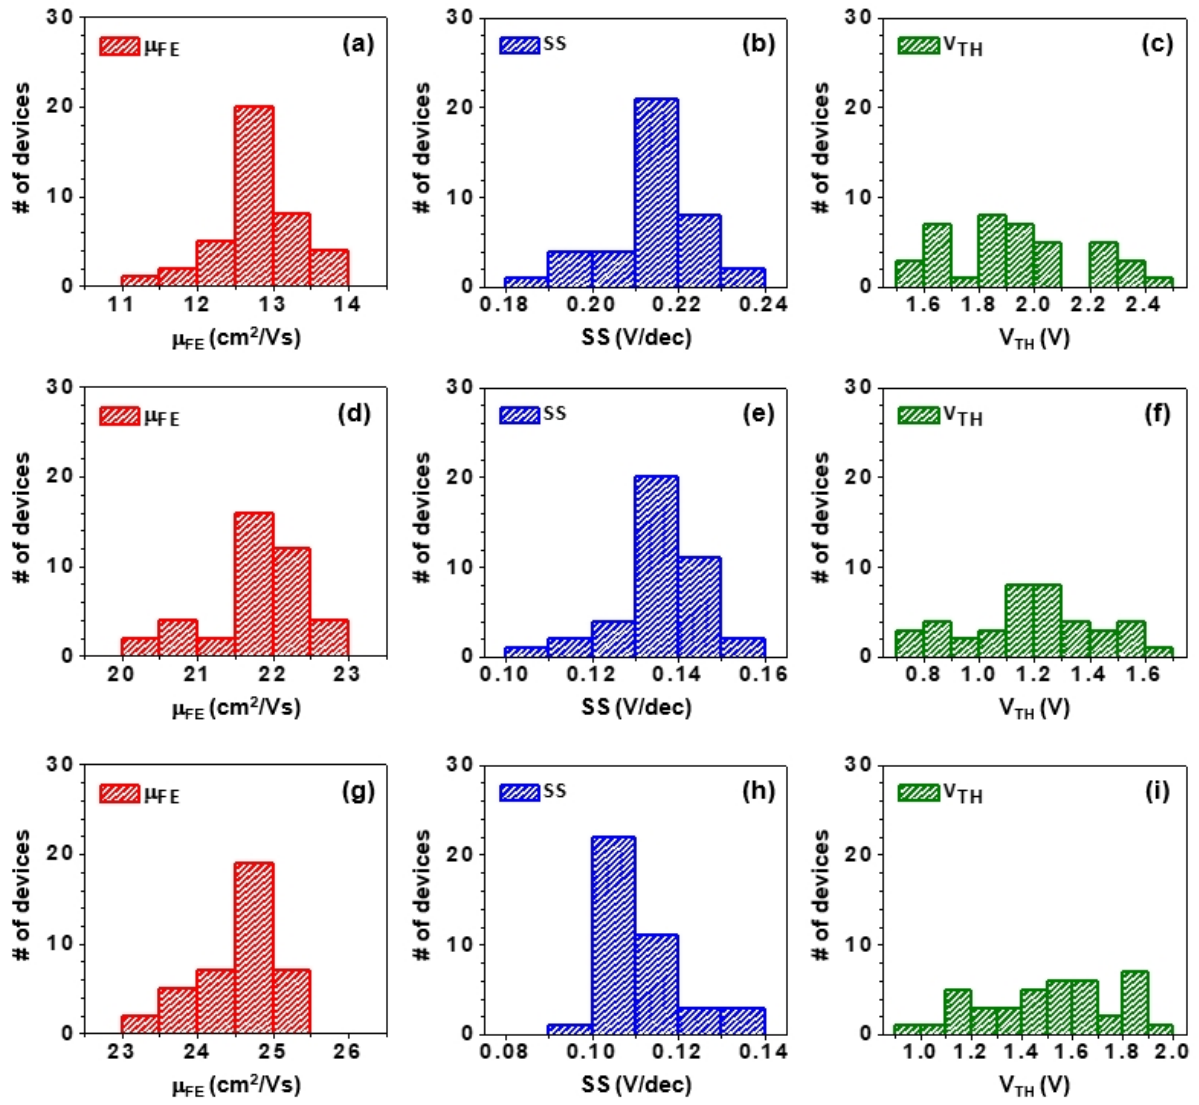 30
20
10
0
# of devices
μFE
(a)
11 12 13 14
μFE (cm²/Vs)
30
20
10
0
# of devices
SS
(b)
0.18 0.20 0.22 0.24
SS (V/dec)
30
20
10
0
# of devices
VTH
(c)
1.6 1.8 2.0 2.2 2.4
VTH (V)
30
20
10
0
# of devices
μFE
(d)
20 21 22 23
μFE (cm²/Vs)
30
20
10
0
# of devices
SS
(e)
0.10 0.12 0.14 0.16
SS (V/dec)
30
20
10
0
# of devices
VTH
(f)
0.8 1.0 1.2 1.4 1.6
VTH (V)
30
20
10
0
# of devices
μFE
(g)
23 24 25 26
μFE (cm²/Vs)
30
20
10
0
# of devices
SS
(h)
0.08 0.10 0.12 0.14
SS (V/dec)
30
20
10
0
# of devices
VTH
(i)
1.0 1.2 1.4 1.6 1.8 2.0
VTH (V)